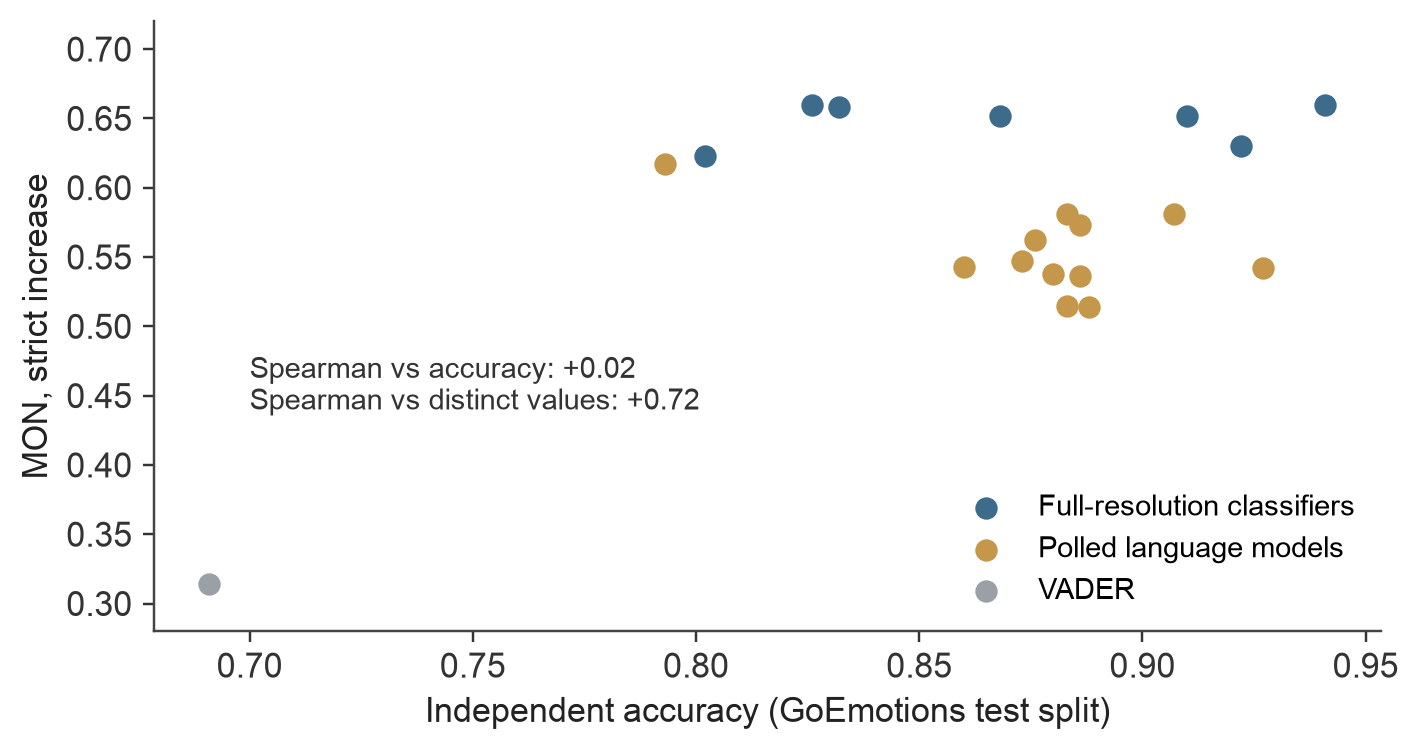 0.70
0.65
0.60
0.55
0.50
0.45
0.40
0.35
0.30
MON, strict increase
Spearman vs accuracy: +0.02
Spearman vs distinct values: +0.72
Full-resolution classifiers
Polled language models
VADER
0.70 0.75 0.80 0.85 0.90 0.95
Independent accuracy (GoEmotions test split)